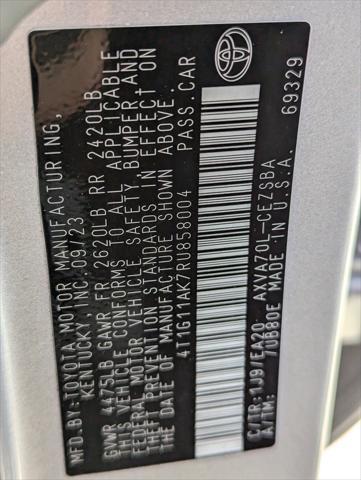 MFD.BY:TOYOTA MOTOR MANUFACTURING,
KENTUCKY, INC. 09/23
GVWR 4475LB GAWR FR 2620LB RR 2420LB
THIS VEHICLE CONFORMS TO ALL APPLICABLE
FEDERAL MOTOR VEHICLE SAFETY, BUMPER AND
THEFT PREVENTION STANDARDS IN EFFECT ON
THE DATE OF MANUFACTURE SHOWN ABOVE.
4T1G11AK7RU858004 PASS.CAR
C/TR: 1J9/EA20 AXVA70L-CEZSBA
A/TM: 70B80E MADE IN U.S.A. 69329